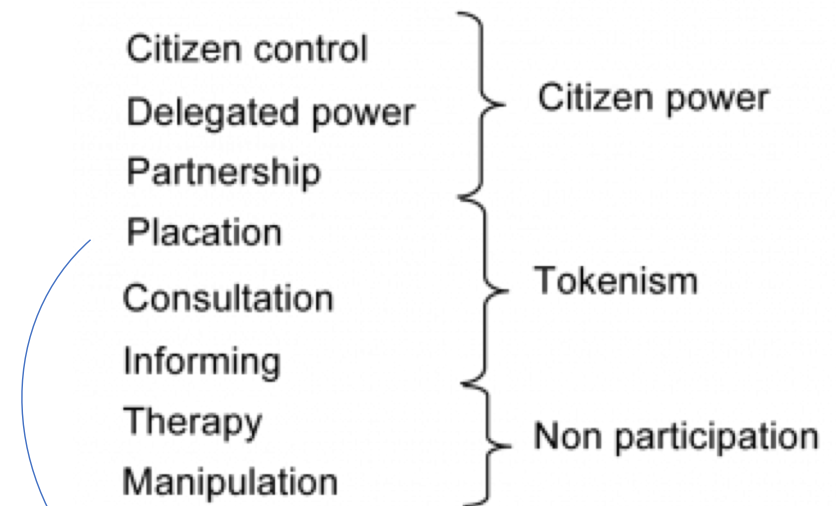 Citizen control
Delegated power
Partnership
Placation
Consultation
Informing
Therapy
Manipulation
Citizen power
Tokenism
Non participation